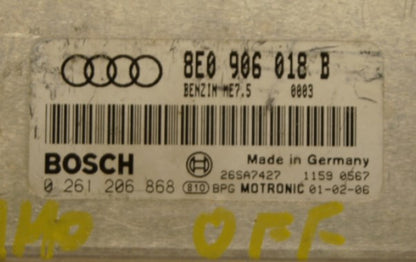 8E0 906 018 B
BENZIN ME7.5 0003
BOSCH
Made in Germany
26SA7427 1159 0567
0 261 206 868 810 BPG MOTRONIC 01-02-06
OFF